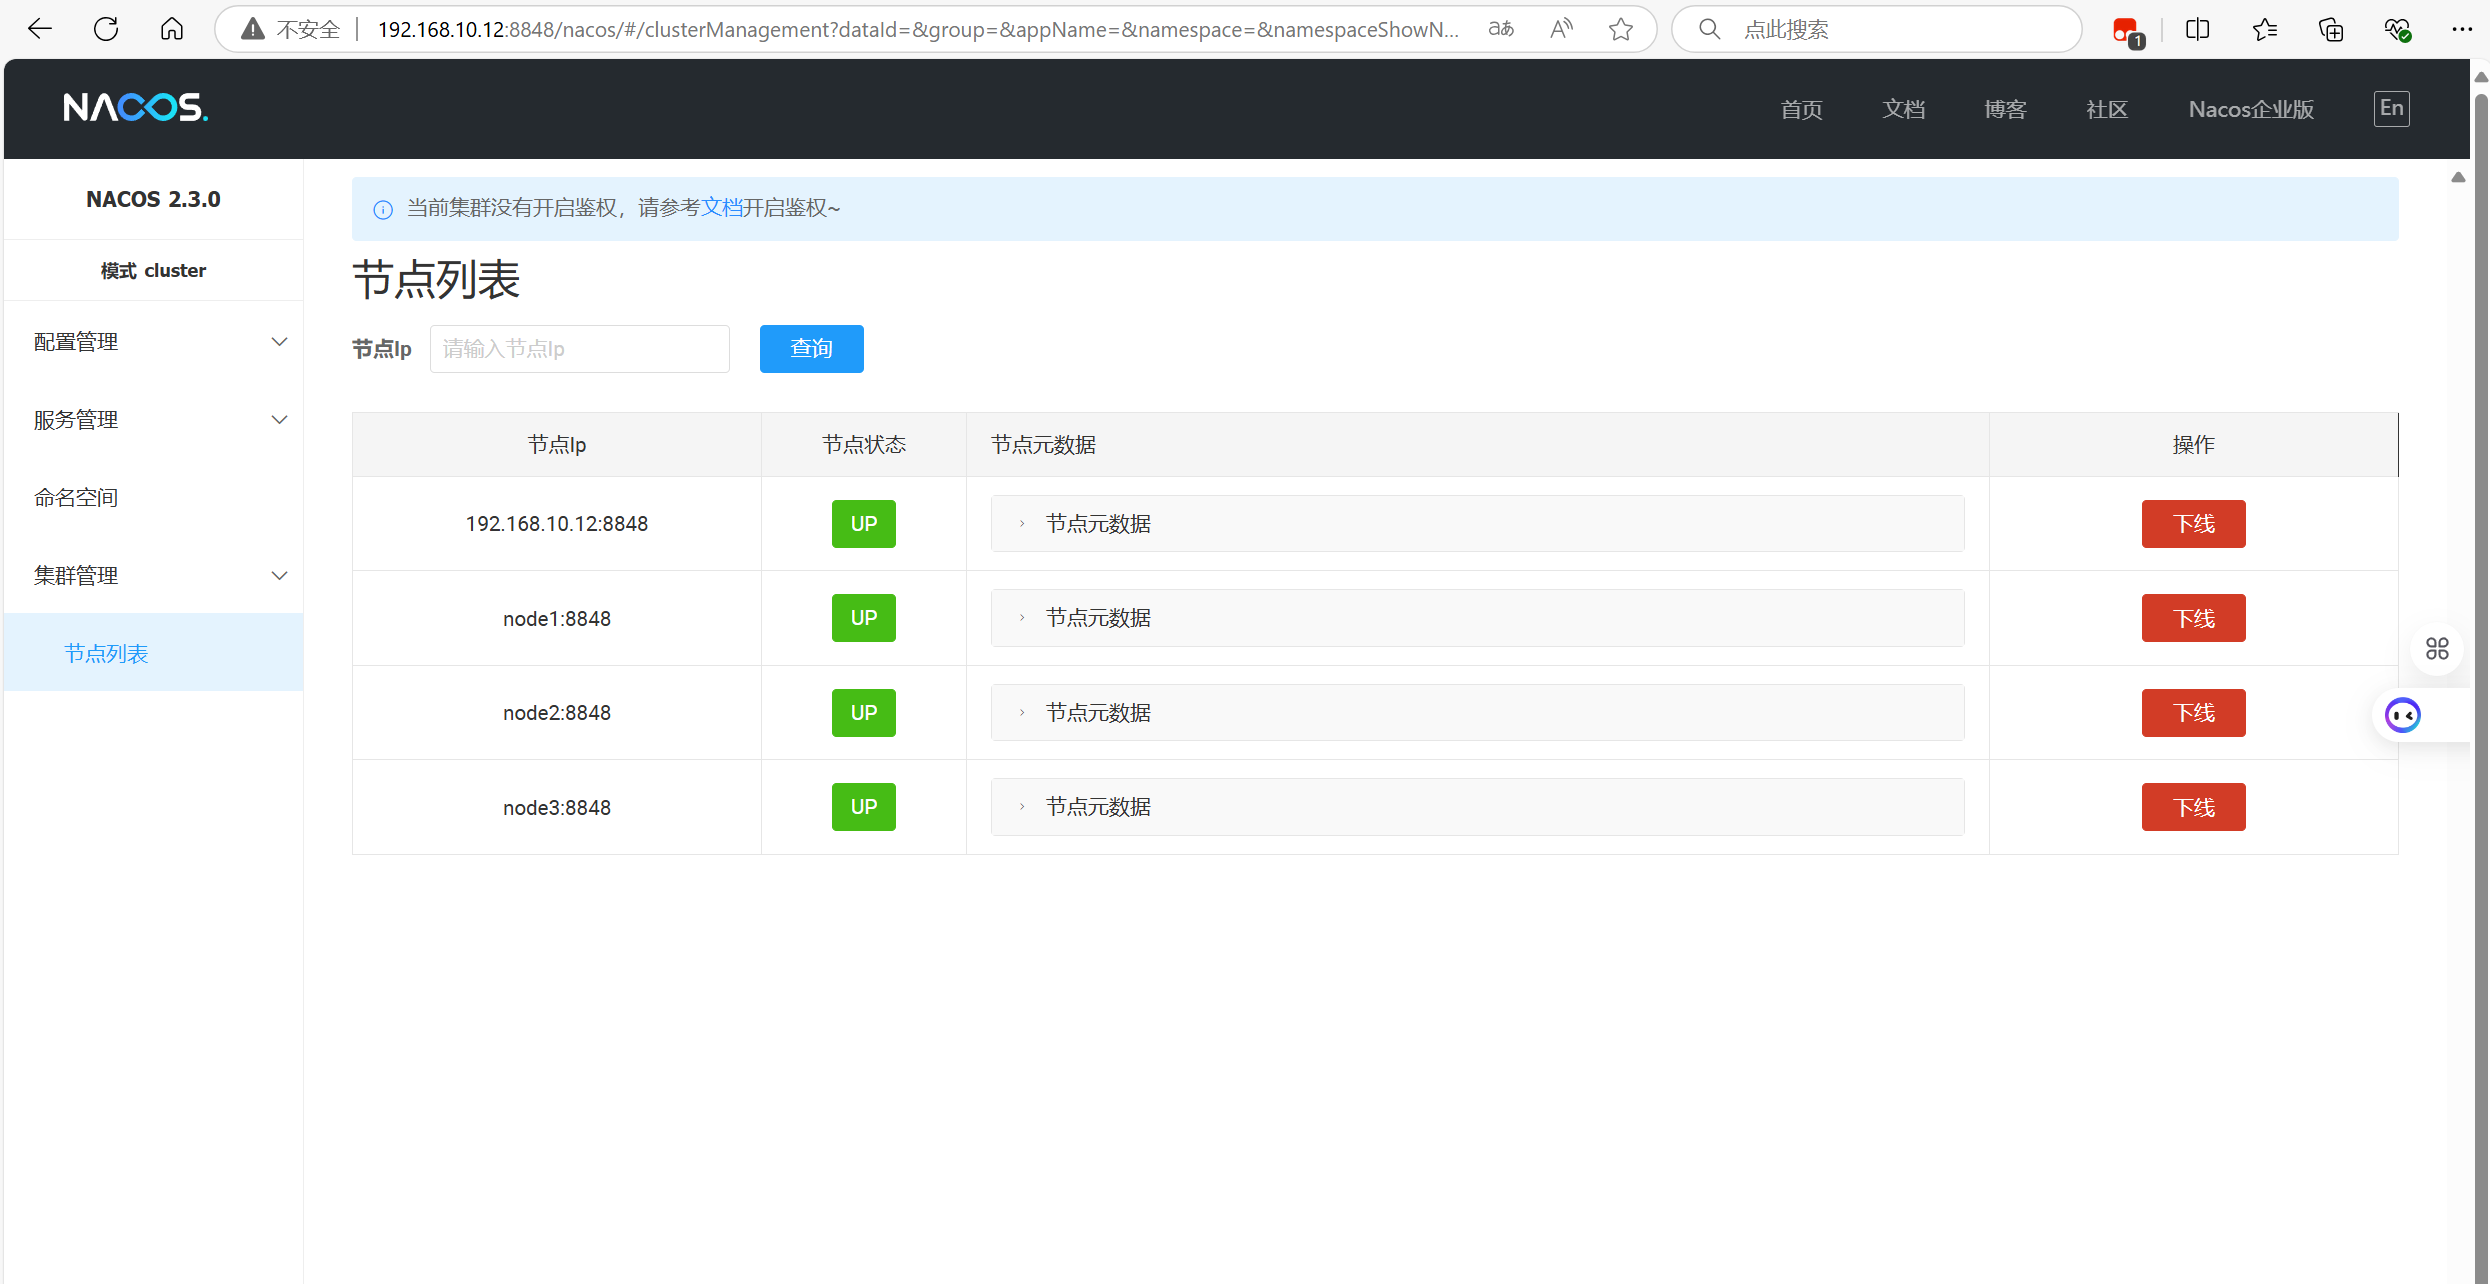 不安全
192.168.10.12:8848/nacos/#/clusterManagement?dataId=&group=&appName=&namespace=&namespaceShowN...
点此搜索
1
NACOS.
首页
文档
博客
社区
Nacos企业版
En
NACOS 2.3.0
模式 cluster
配置管理
服务管理
命名空间
集群管理
节点列表
当前集群没有开启鉴权，请参考文档开启鉴权~
节点列表
节点Ip
请输入节点Ip
查询
节点Ip 节点状态 节点元数据 操作
192.168.10.12:8848 UP 节点元数据 下线
node1:8848 UP 节点元数据 下线
node2:8848 UP 节点元数据 下线
node3:8848 UP 节点元数据 下线